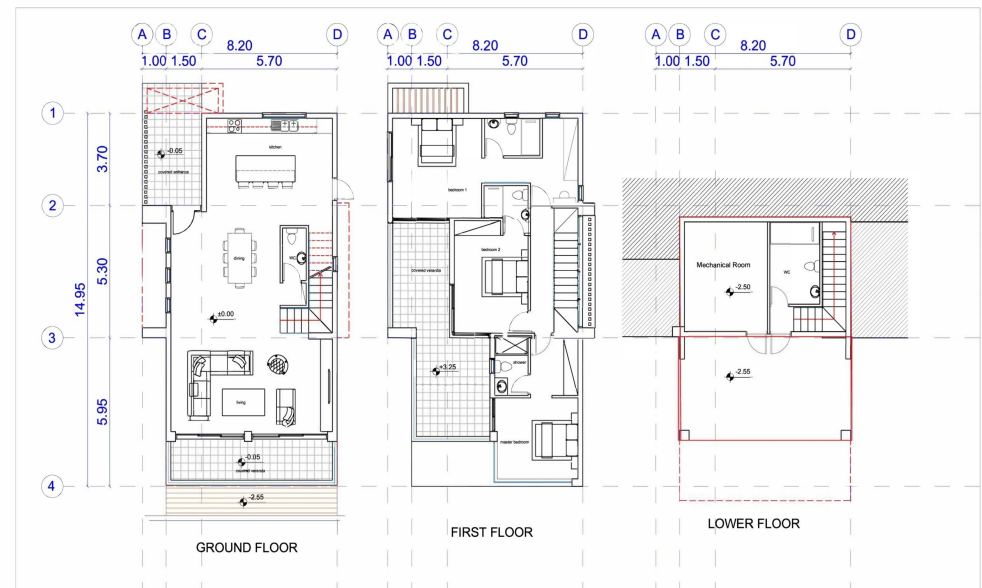 A B C D
8.20
1.00 1.50 5.70
A B C D
8.20
1.00 1.50 5.70
A B C D
8.20
1.00 1.50 5.70
1
2
3
4
3.70
5.30
5.95
14.95
kitchen
-0.05
covered entrance
dining
WC
±0.00
living
-0.05
covered veranda
-2.55
GROUND FLOOR
bedroom 1
bedroom 2
covered veranda
shower
+3.25
master bedroom
FIRST FLOOR
Mechanical Room
WC
-2.50
-2.55
LOWER FLOOR